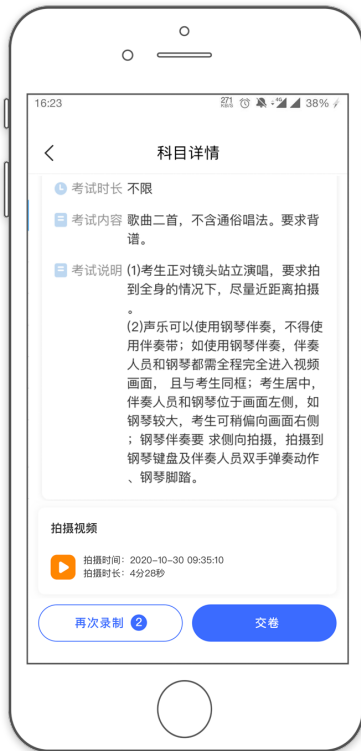 16:23
271 KB/s 4G 38%
科目详情
考试时长 不限
考试内容 歌曲二首，不含通俗唱法。要求背
谱。
考试说明 (1)考生正对镜头站立演唱，要求拍
到全身的情况下，尽量近距离拍摄
。
(2)声乐可以使用钢琴伴奏，不得使
用伴奏带；如使用钢琴伴奏，伴奏
人员和钢琴都需全程完全进入视频
画面， 且与考生同框；考生居中，
伴奏人员和钢琴位于画面左侧，如
钢琴较大，考生可稍偏向画面右侧
；钢琴伴奏要 求侧向拍摄，拍摄到
钢琴键盘及伴奏人员双手弹奏动作
、钢琴脚踏。
拍摄视频
拍摄时间：2020-10-30 09:35:10
拍摄时长：4分28秒
再次录制 2
交卷